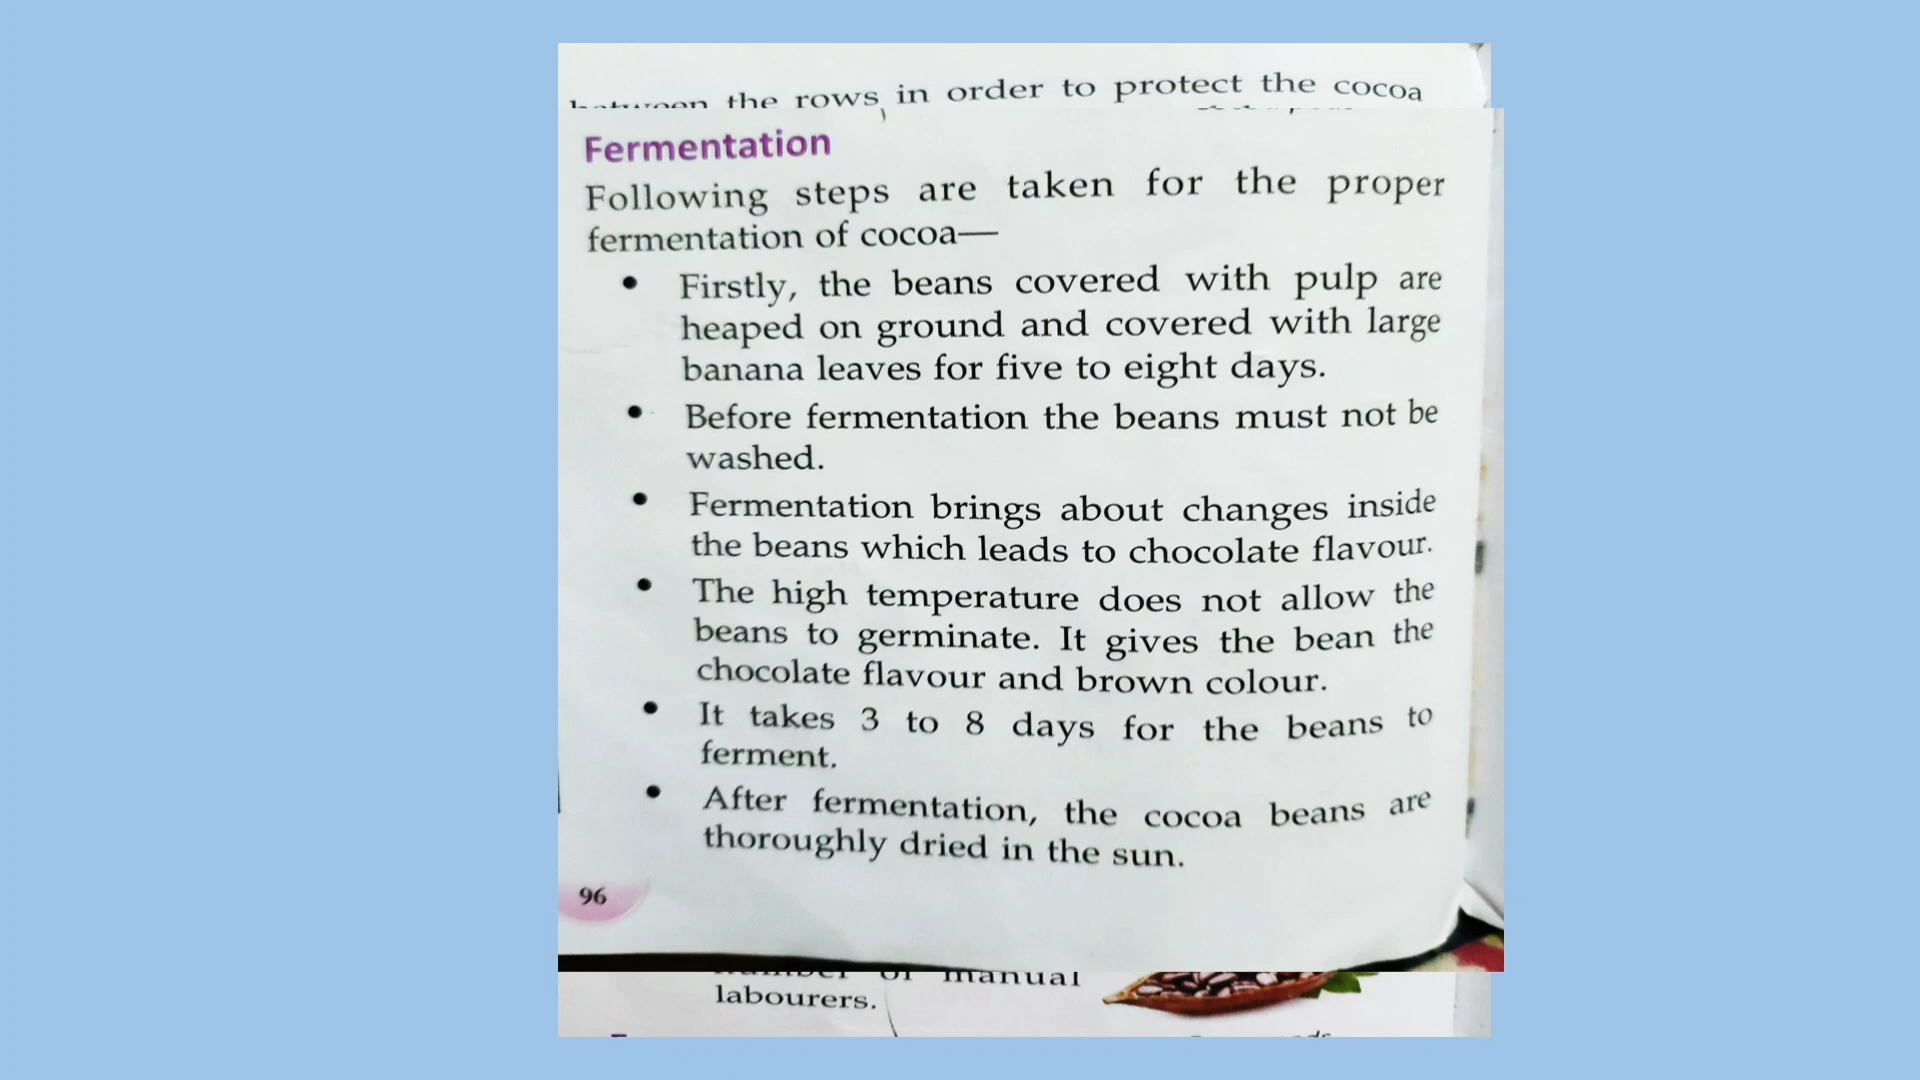 the rows in order to protect the cocoa
Fermentation
Following steps are taken for the proper
fermentation of cocoa—
• Firstly, the beans covered with pulp are
heaped on ground and covered with large
banana leaves for five to eight days.
• Before fermentation the beans must not be
washed.
• Fermentation brings about changes inside
the beans which leads to chocolate flavour.
• The high temperature does not allow the
beans to germinate. It gives the bean the
chocolate flavour and brown colour.
• It takes 3 to 8 days for the beans to
ferment.
• After fermentation, the cocoa beans are
thoroughly dried in the sun.
96
number of manual
labourers.